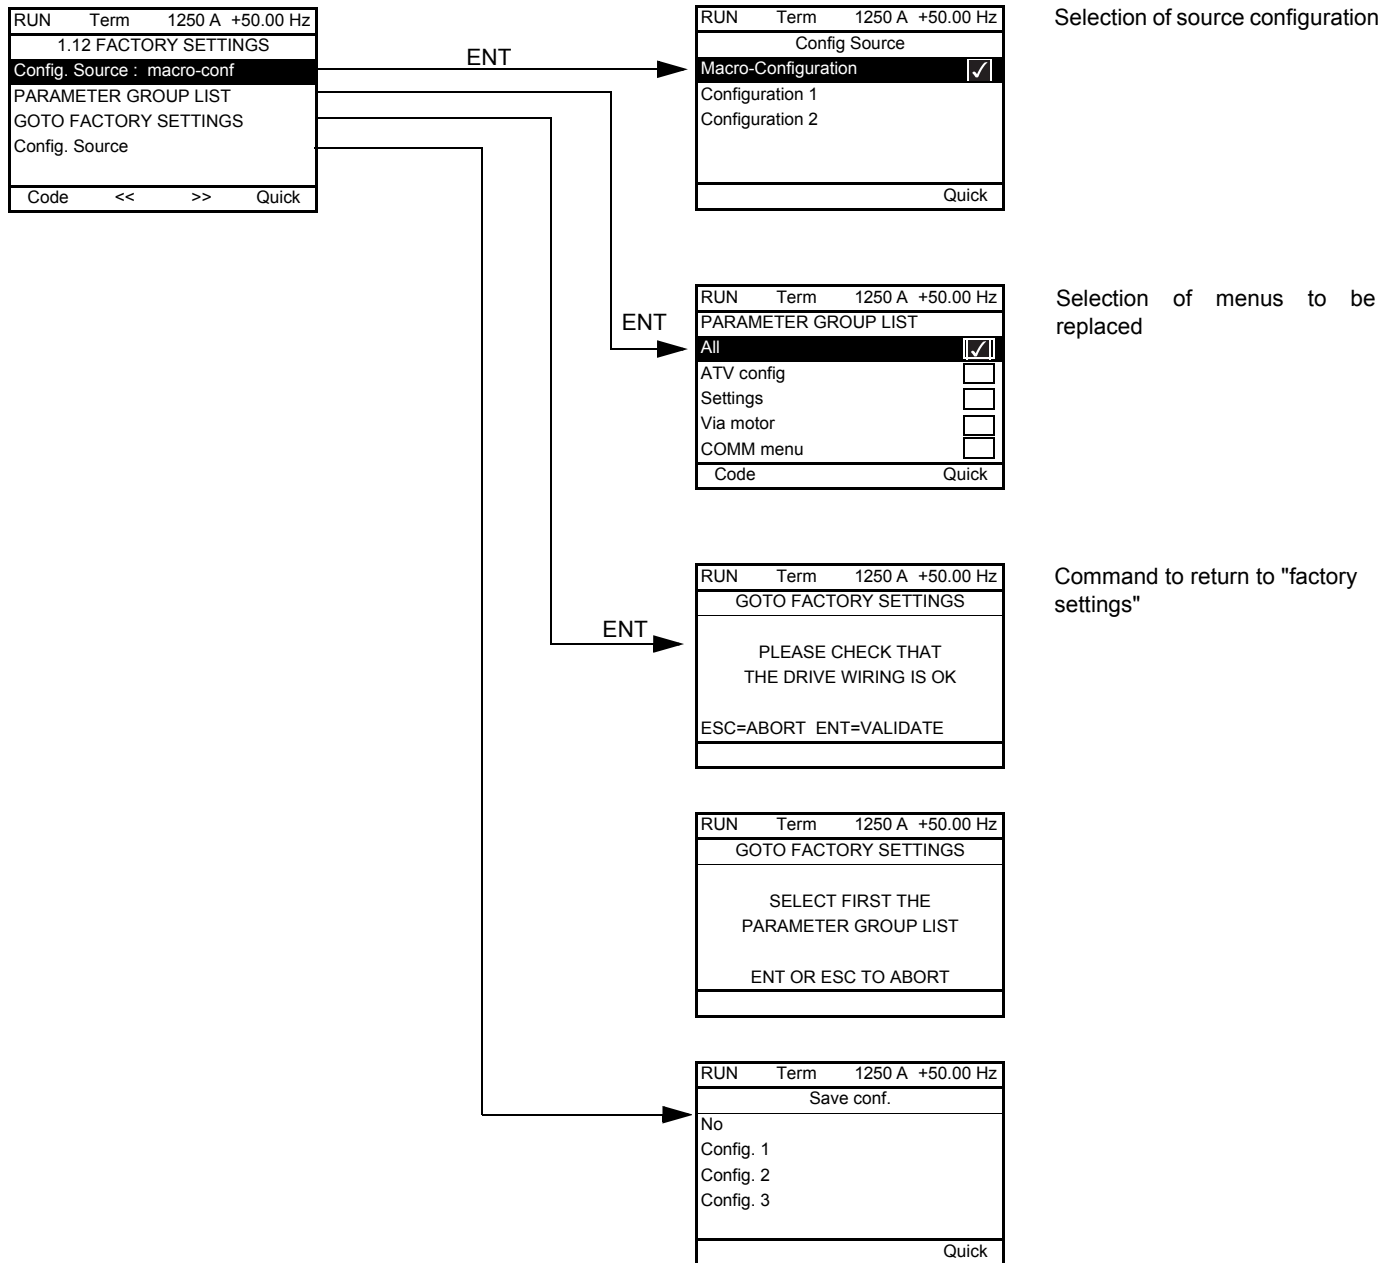 RUN Term 1250 A +50.00 Hz
1.12 FACTORY SETTINGS
Config. Source : macro-conf
PARAMETER GROUP LIST
GOTO FACTORY SETTINGS
Config. Source
Code << >> Quick
ENT
RUN Term 1250 A +50.00 Hz
Config Source
Macro-Configuration
Configuration 1
Configuration 2
Quick
Selection of source configuration
ENT
RUN Term 1250 A +50.00 Hz
PARAMETER GROUP LIST
All
ATV config
Settings
Via motor
COMM menu
Code Quick
Selection of menus to be
replaced
ENT
RUN Term 1250 A +50.00 Hz
GOTO FACTORY SETTINGS
PLEASE CHECK THAT
THE DRIVE WIRING IS OK
ESC=ABORT ENT=VALIDATE
Command to return to "factory
settings"
RUN Term 1250 A +50.00 Hz
GOTO FACTORY SETTINGS
SELECT FIRST THE
PARAMETER GROUP LIST
ENT OR ESC TO ABORT
RUN Term 1250 A +50.00 Hz
Save conf.
No
Config. 1
Config. 2
Config. 3
Quick